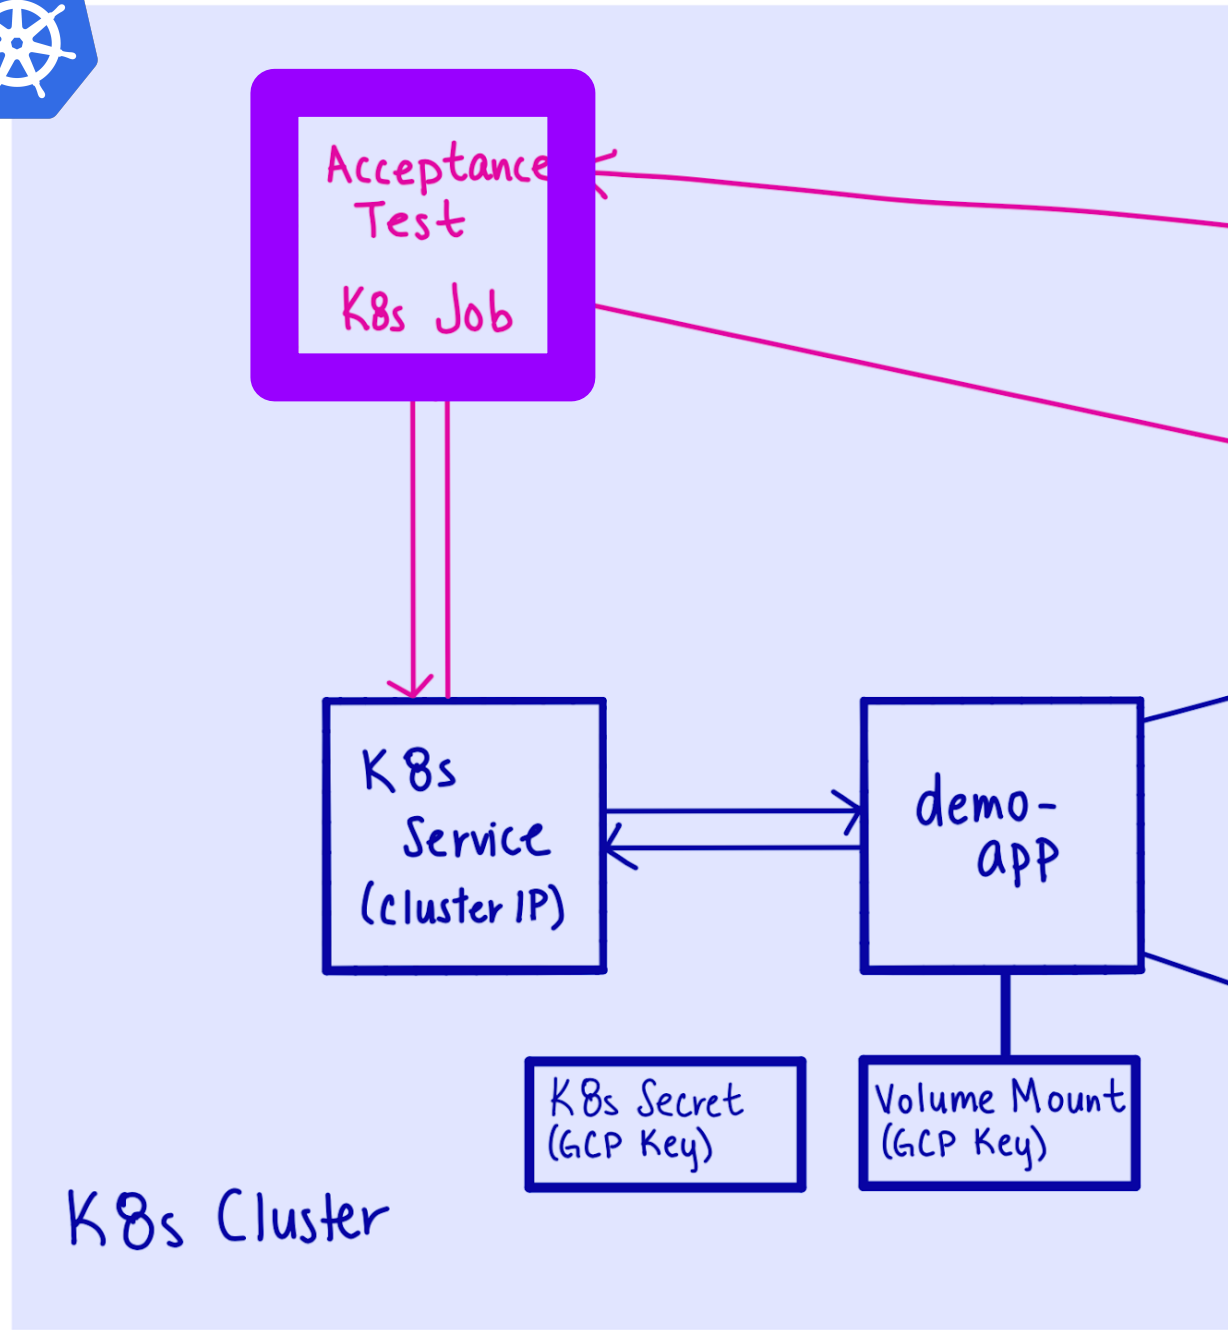 Acceptance
Test
K8s Job
K8s
Service
(Cluster IP)
demo-
app
K8s Secret
(GCP Key)
Volume Mount
(GCP Key)
K8s Cluster